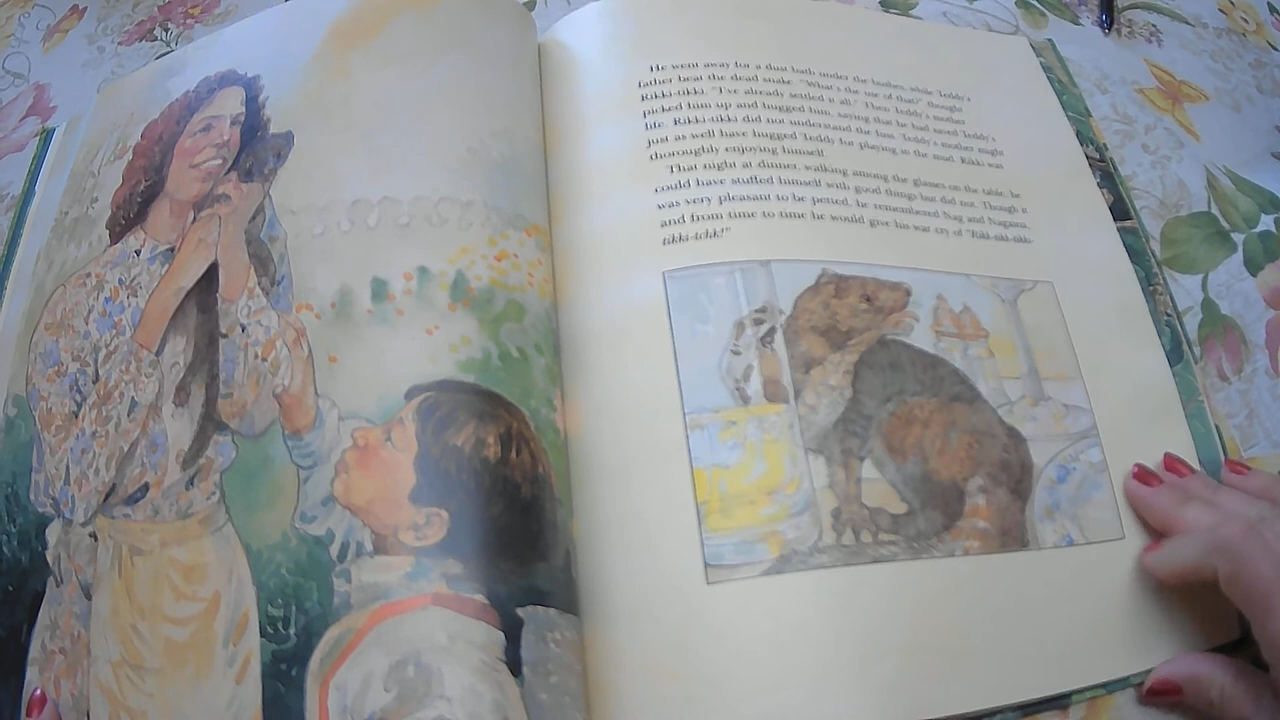 He went away for a dust bath under the bushes, while Teddy's
father beat the dead snake. "What's the use of that?" thought
Rikki-tikki. "I've already settled it all." Then Teddy's mother
picked him up and hugged him, saying that he had saved Teddy's
life. Rikki-tikki did not understand the fuss. Teddy's mother might
just as well have hugged Teddy for playing in the mud. Rikki was
thoroughly enjoying himself.
That night at dinner, walking among the glasses on the table, he
could have stuffed himself with good things but did not. Though it
was very pleasant to be petted, he remembered Nag and Nagaina,
and from time to time he would give his war cry of "Rikk-tikk-tikki-
tikki-tchk!"